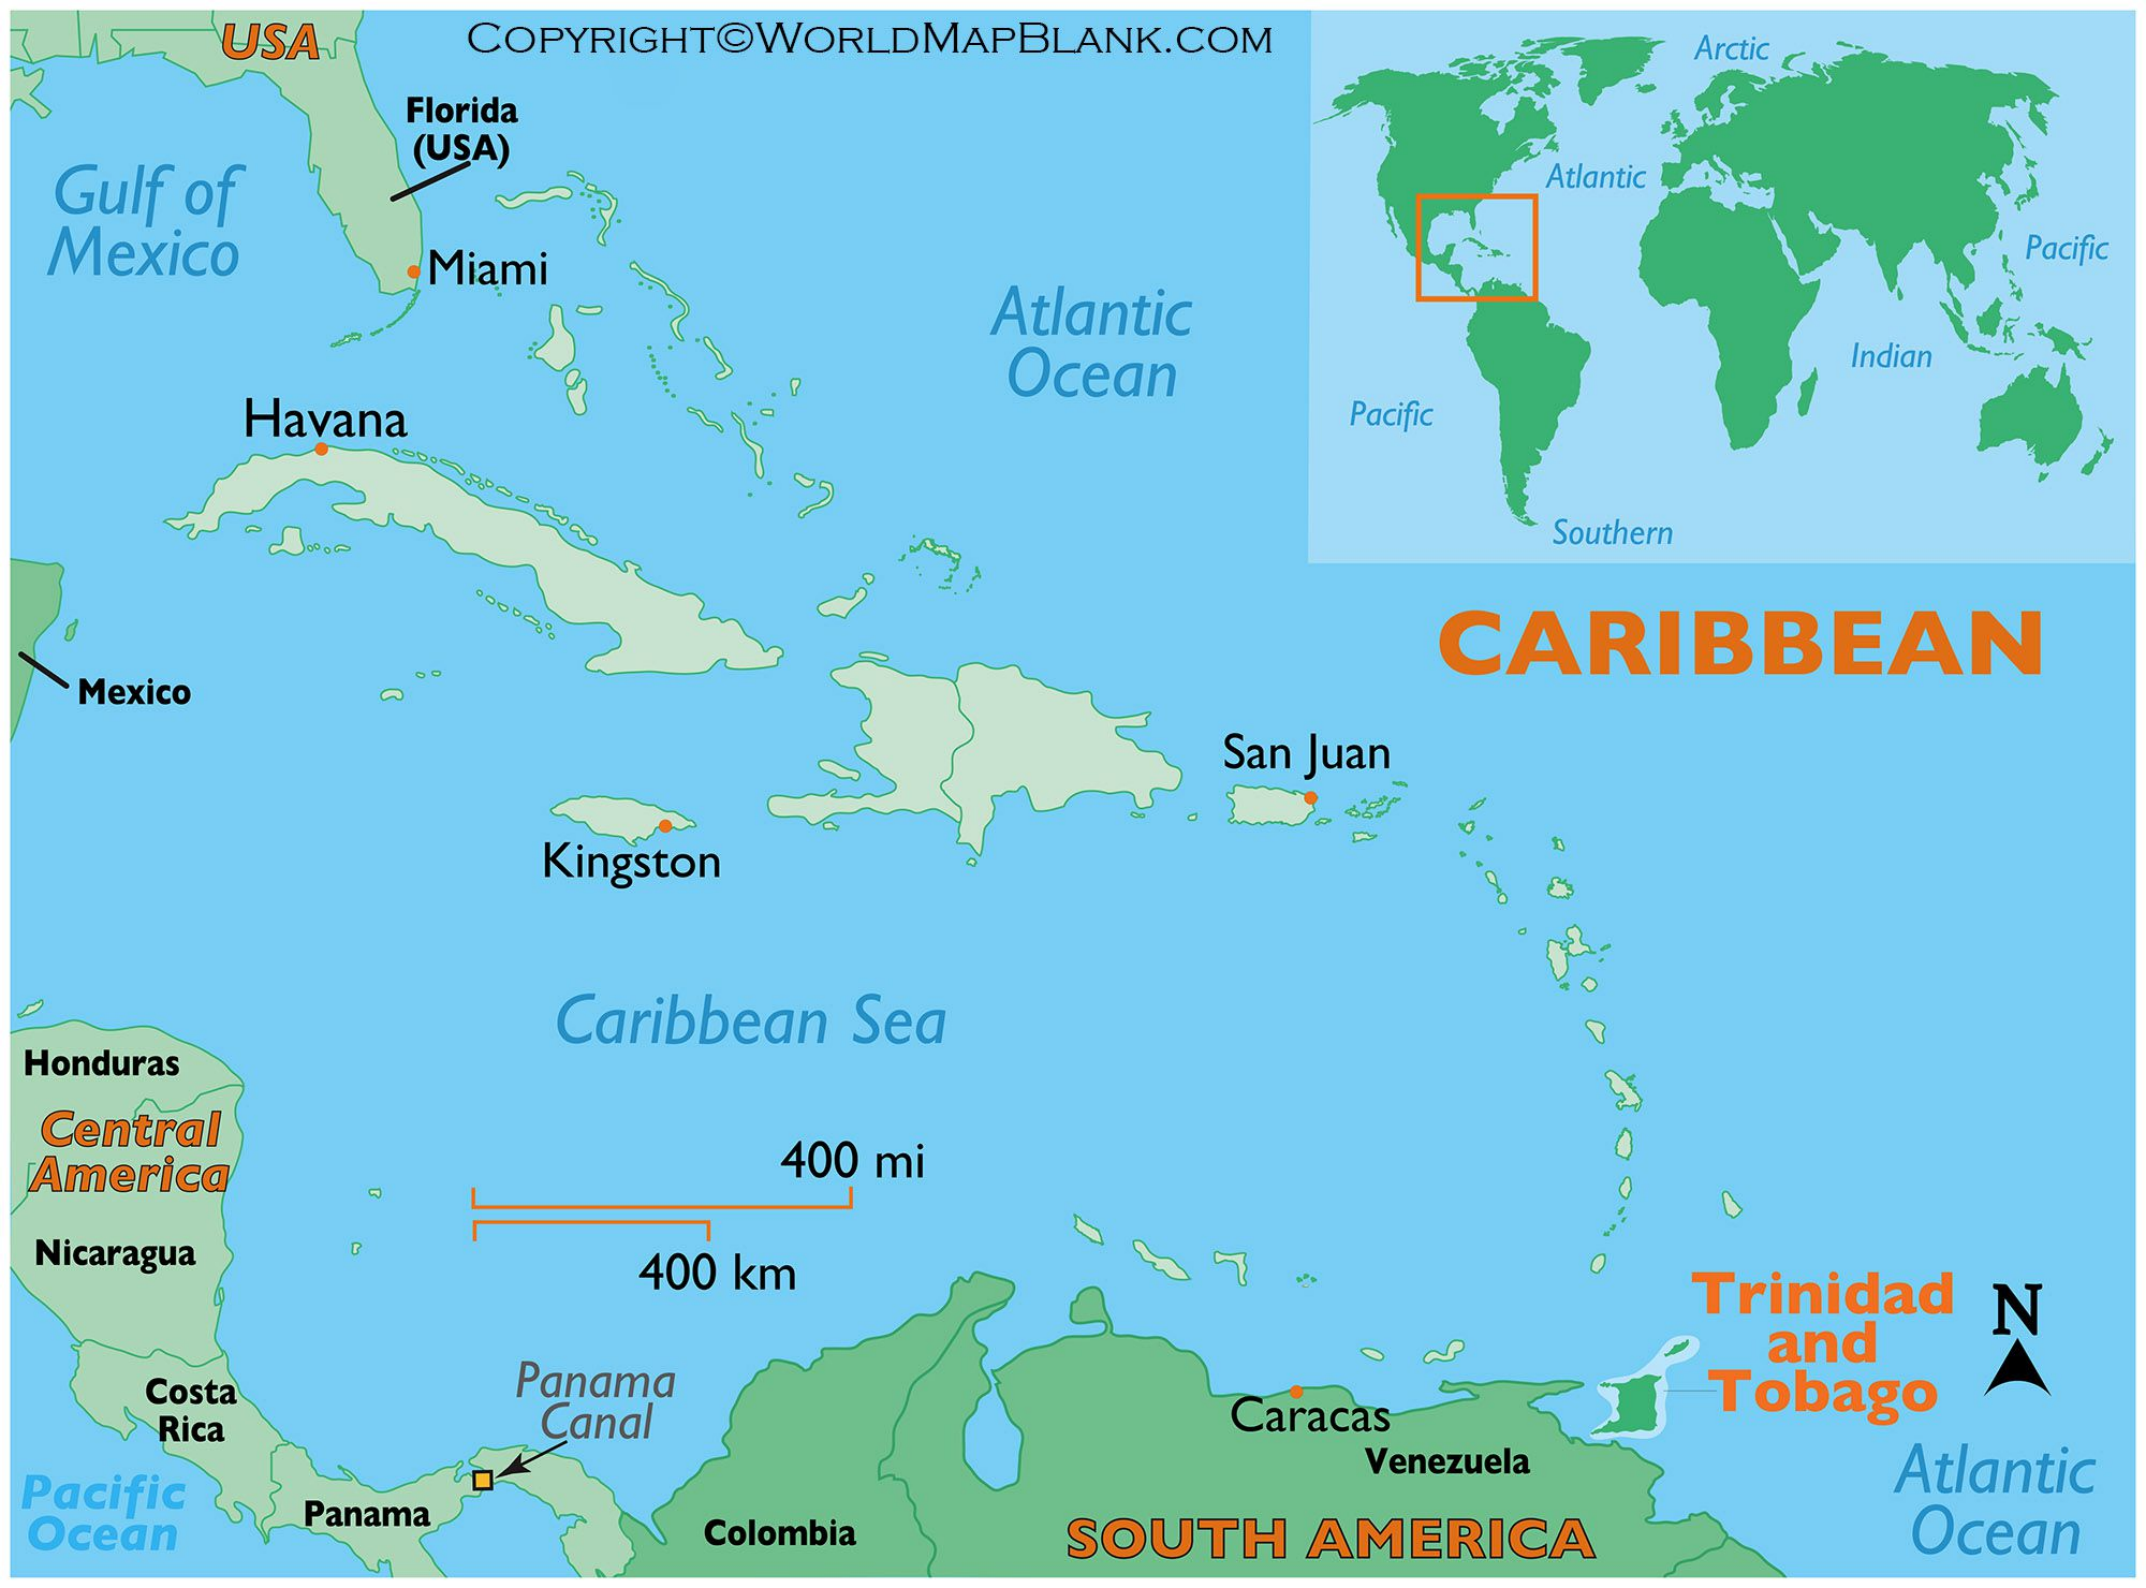 USA
COPYRIGHT©WORLDMAPBLANK.COM
Arctic
Florida
(USA)
Gulf of
Mexico
Atlantic
Pacific
Miami
Atlantic
Ocean
Indian
Pacific
Havana
Southern
CARIBBEAN
Mexico
San Juan
Kingston
Caribbean Sea
Honduras
Central
America
400 mi
Nicaragua
400 km
Trinidad
and
Tobago
N
Panama
Canal
Costa
Rica
Caracas
Venezuela
Pacific
Ocean
Panama
Colombia
SOUTH AMERICA
Atlantic
Ocean